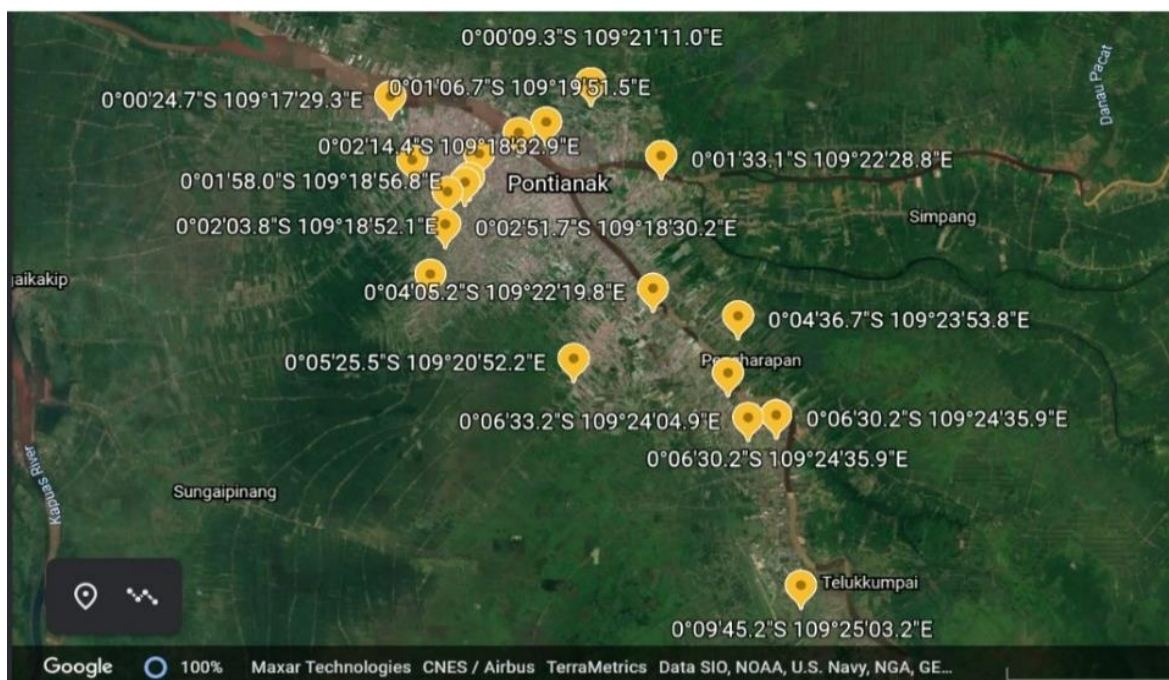 0°00'09.3"S 109°21'11.0"E
Danau Pacat
0°01'06.7"S 109°19'51.5"E
0°00'24.7"S 109°17'29.3"E
0°02'14.4"S 109°18'32.9"E
0°01'33.1"S 109°22'28.8"E
0°01'58.0"S 109°18'56.8"E
Pontianak
Simpang
0°02'03.8"S 109°18'52.1"E
0°02'51.7"S 109°18'30.2"E
gaikakip
0°04'05.2"S 109°22'19.8"E
0°04'36.7"S 109°23'53.8"E
0°05'25.5"S 109°20'52.2"E
0°06'33.2"S 109°24'04.9"E
0°06'30.2"S 109°24'35.9"E
0°06'30.2"S 109°24'35.9"E
Kapuas River
Sungaipinang
Telukkumpai
0°09'45.2"S 109°25'03.2"E
Google 100% Maxar Technologies CNES / Airbus TerraMetrics Data SIO, NOAA, U.S. Navy, NGA, GE...